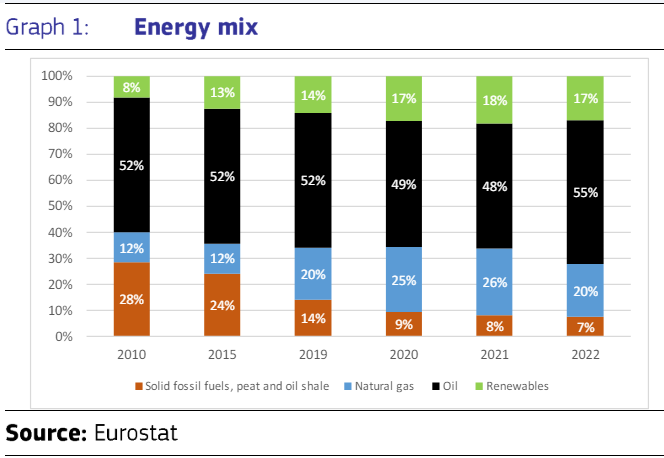 Graph 1: Energy mix
100%
90%
80%
70%
60%
50%
40%
30%
20%
10%
0%
8% 13% 14% 17% 18% 17%
52% 52% 52% 49% 48% 55%
12% 12% 20% 25% 26% 20%
28% 24% 14% 9% 8% 7%
2010 2015 2019 2020 2021 2022
Solid fossil fuels, peat and oil shale Natural gas Oil Renewables
Source: Eurostat